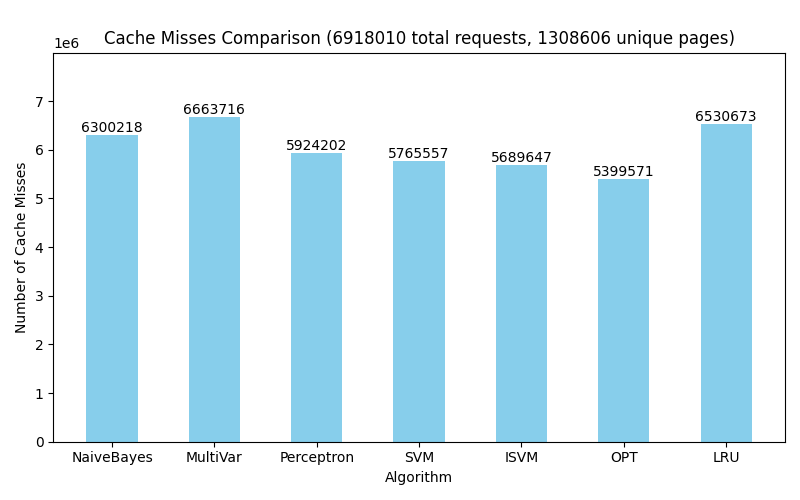 Cache Misses Comparison (6918010 total requests, 1308606 unique pages)
1e6
7
6
5
4
3
2
1
0
Number of Cache Misses
6300218
6663716
5924202
5765557
5689647
5399571
6530673
NaiveBayes
MultiVar
Perceptron
SVM
ISVM
OPT
LRU
Algorithm